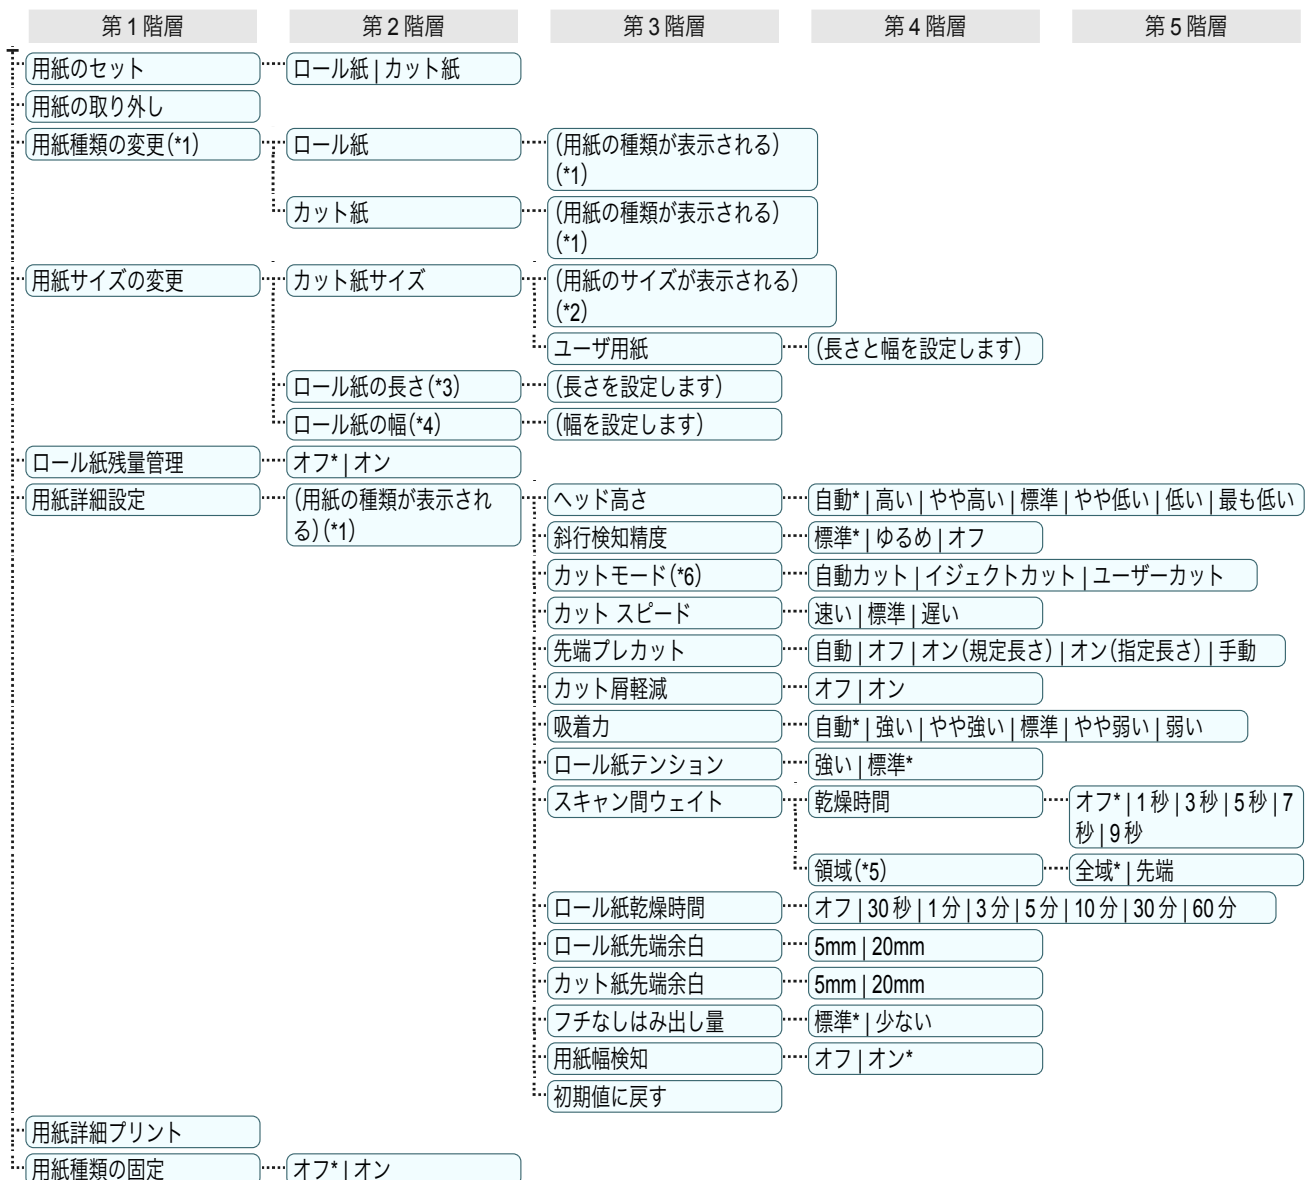 第1階層 第2階層 第3階層 第4階層 第5階層
用紙のセット ロール紙 | カット紙
用紙の取り外し
用紙種類の変更(*1) ロール紙 (用紙の種類が表示される)
(*1)
カット紙 (用紙の種類が表示される)
(*1)
用紙サイズの変更 カット紙サイズ (用紙のサイズが表示される)
(*2)
ユーザ用紙 (長さと幅を設定します)
ロール紙の長さ(*3) (長さを設定します)
ロール紙の幅(*4) (幅を設定します)
ロール紙残量管理 オフ* | オン
用紙詳細設定 (用紙の種類が表示され ヘッド高さ 自動* | 高い | やや高い | 標準 | やや低い | 低い | 最も低い
る)(*1)
斜行検知精度 標準* | ゆるめ | オフ
カットモード(*6) 自動カット | イジェクトカット | ユーザーカット
カット スピード 速い | 標準 | 遅い
先端プレカット 自動 | オフ | オン(規定長さ) | オン(指定長さ) | 手動
カット屑軽減 オフ | オン
吸着力 自動* | 強い | やや強い | 標準 | やや弱い | 弱い
ロール紙テンション 強い | 標準*
スキャン間ウェイト 乾燥時間 オフ* | 1秒 | 3秒 | 5秒 | 7
秒 | 9秒
領域(*5) 全域* | 先端
ロール紙乾燥時間 オフ | 30秒 | 1分 | 3分 | 5分 | 10分 | 30分 | 60分
ロール紙先端余白 5mm | 20mm
カット紙先端余白 5mm | 20mm
フチなしはみ出し量 標準* | 少ない
用紙幅検知 オフ | オン*
初期値に戻す
用紙詳細プリント
用紙種類の固定 オフ* | オン